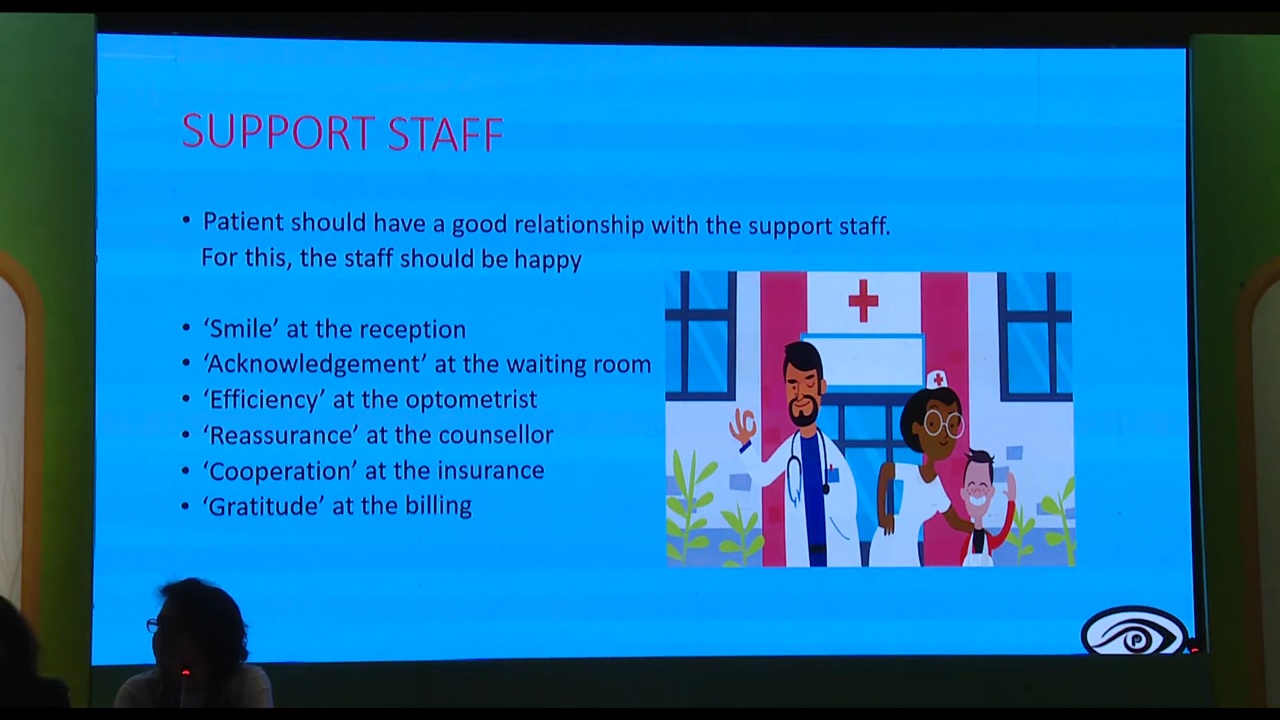 SUPPORT STAFF
• Patient should have a good relationship with the support staff.
For this, the staff should be happy
• ‘Smile’ at the reception
• ‘Acknowledgement’ at the waiting room
• ‘Efficiency’ at the optometrist
• ‘Reassurance’ at the counsellor
• ‘Cooperation’ at the insurance
• ‘Gratitude’ at the billing
P